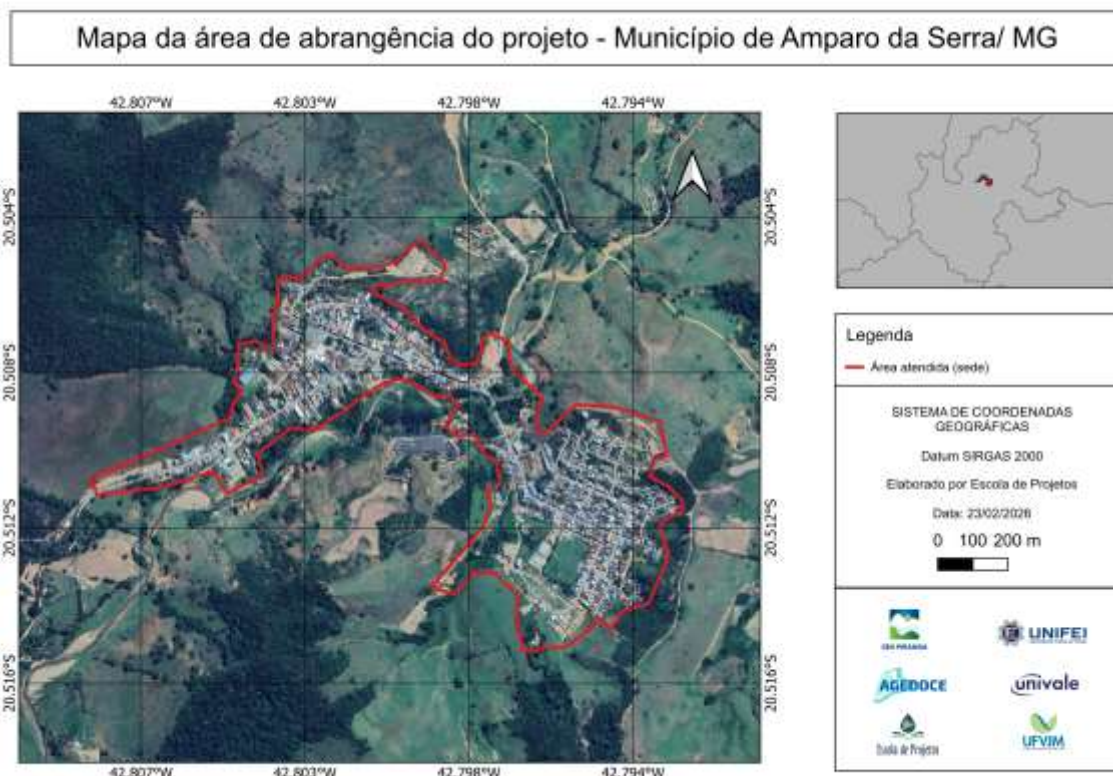 Mapa da área de abrangência do projeto - Município de Amparo da Serra/ MG
42.807°W 42.803°W 42.798°W 42.794°W
20.504°S 20.504°S
20.508°S 20.508°S
20.512°S 20.512°S
20.516°S 20.516°S
42.807°W 42.803°W 42.798°W 42.794°W
Legenda
Área atendida (sede)
SISTEMA DE COORDENADAS
GEOGRÁFICAS
Datum SIRGAS 2000
Elaborado por Escola de Projetos
Data: 23/02/2026
0 100 200 m
CBH PIRANGA
UNIFEI
AGEDOCE
univale
Escola de Projetos
UFVJM